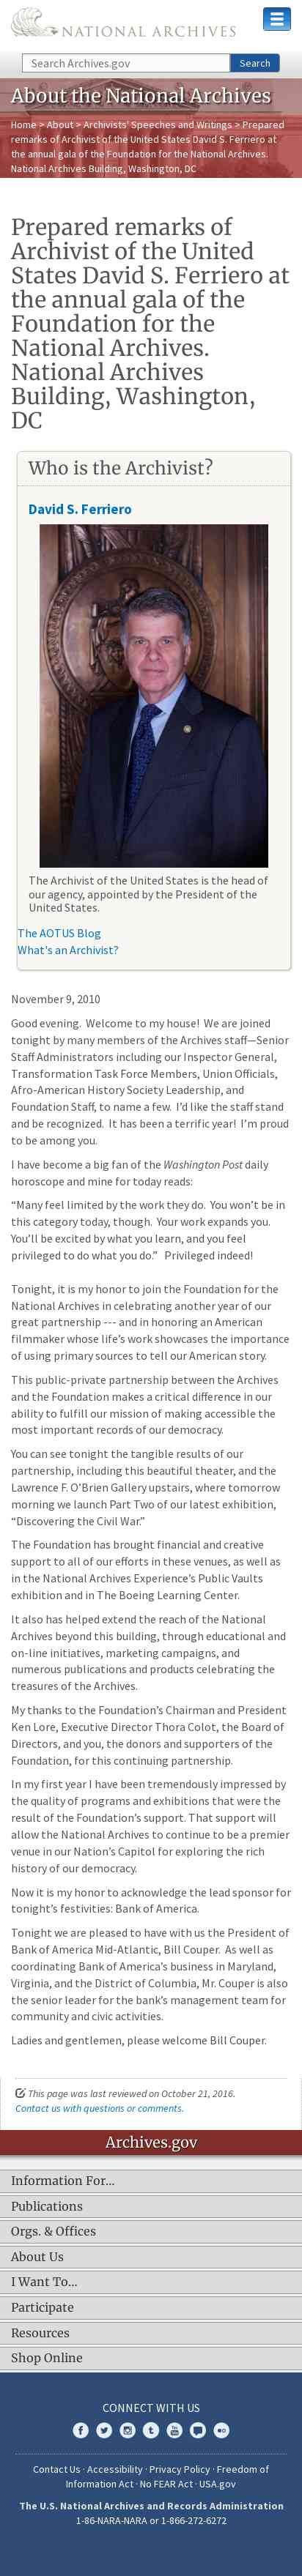 NATIONAL ARCHIVES
Search Archives.gov
Search
About the National Archives
Home > About > Archivists' Speeches and Writings > Prepared
remarks of Archivist of the United States David S. Ferriero at
the annual gala of the Foundation for the National Archives.
National Archives Building, Washington, DC
Prepared remarks of
Archivist of the United
States David S. Ferriero at
the annual gala of the
Foundation for the
National Archives.
National Archives
Building, Washington,
DC
Who is the Archivist?
David S. Ferriero
The Archivist of the United States is the head of
our agency, appointed by the President of the
United States.
The AOTUS Blog
What's an Archivist?
November 9, 2010
Good evening.  Welcome to my house!  We are joined
tonight by many members of the Archives staff—Senior
Staff Administrators including our Inspector General,
Transformation Task Force Members, Union Officials,
Afro-American History Society Leadership, and
Foundation Staff, to name a few.  I'd like the staff stand
and be recognized.  It has been a terrific year!  I'm proud
to be among you.
I have become a big fan of the Washington Post daily
horoscope and mine for today reads:
“Many feel limited by the work they do.  You won't be in
this category today, though.  Your work expands you.
You'll be excited by what you learn, and you feel
privileged to do what you do.”   Privileged indeed!
Tonight, it is my honor to join the Foundation for the
National Archives in celebrating another year of our
great partnership --- and in honoring an American
filmmaker whose life's work showcases the importance
of using primary sources to tell our American story.
This public-private partnership between the Archives
and the Foundation makes a critical difference in our
ability to fulfill our mission of making accessible the
most important records of our democracy.
You can see tonight the tangible results of our
partnership, including this beautiful theater, and the
Lawrence F. O'Brien Gallery upstairs, where tomorrow
morning we launch Part Two of our latest exhibition,
“Discovering the Civil War.”
The Foundation has brought financial and creative
support to all of our efforts in these venues, as well as
in the National Archives Experience's Public Vaults
exhibition and in The Boeing Learning Center.
It also has helped extend the reach of the National
Archives beyond this building, through educational and
on-line initiatives, marketing campaigns, and
numerous publications and products celebrating the
treasures of the Archives.
My thanks to the Foundation's Chairman and President
Ken Lore, Executive Director Thora Colot, the Board of
Directors, and you, the donors and supporters of the
Foundation, for this continuing partnership.
In my first year I have been tremendously impressed by
the quality of programs and exhibitions that were the
result of the Foundation's support. That support will
allow the National Archives to continue to be a premier
venue in our Nation's Capitol for exploring the rich
history of our democracy.
Now it is my honor to acknowledge the lead sponsor for
tonight's festivities: Bank of America.
Tonight we are pleased to have with us the President of
Bank of America Mid-Atlantic, Bill Couper.  As well as
coordinating Bank of America's business in Maryland,
Virginia, and the District of Columbia, Mr. Couper is also
the senior leader for the bank's management team for
community and civic activities.
Ladies and gentlemen, please welcome Bill Couper.
This page was last reviewed on October 21, 2016.
Contact us with questions or comments.
Archives.gov
Information For…
Publications
Orgs. & Offices
About Us
I Want To…
Participate
Resources
Shop Online
CONNECT WITH US
Contact Us · Accessibility · Privacy Policy · Freedom of
Information Act · No FEAR Act · USA.gov
The U.S. National Archives and Records Administration
1-86-NARA-NARA or 1-866-272-6272